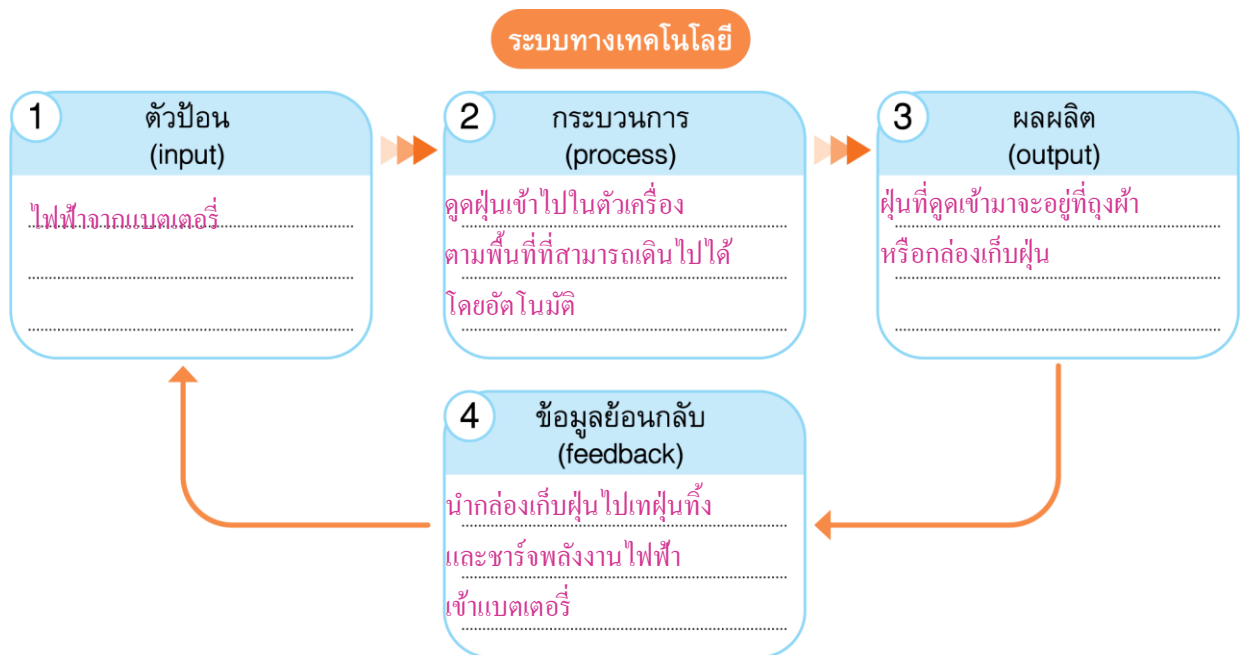 ระบบทางเทคโนโลยี
1
ตัวป้อน
(input)
ไฟฟ้าจากแบตเตอรี่
2
กระบวนการ
(process)
ดูดฝุ่นเข้าไปในตัวเครื่อง
ตามพื้นที่ที่สามารถเดินไปได้
โดยอัตโนมัติ
3
ผลผลิต
(output)
ฝุ่นที่ดูดเข้ามาจะอยู่ที่ถุงผ้า
หรือกล่องเก็บฝุ่น
4
ข้อมูลย้อนกลับ
(feedback)
นำกล่องเก็บฝุ่นไปเทฝุ่นทิ้ง
และชาร์จพลังงานไฟฟ้า
เข้าแบตเตอรี่